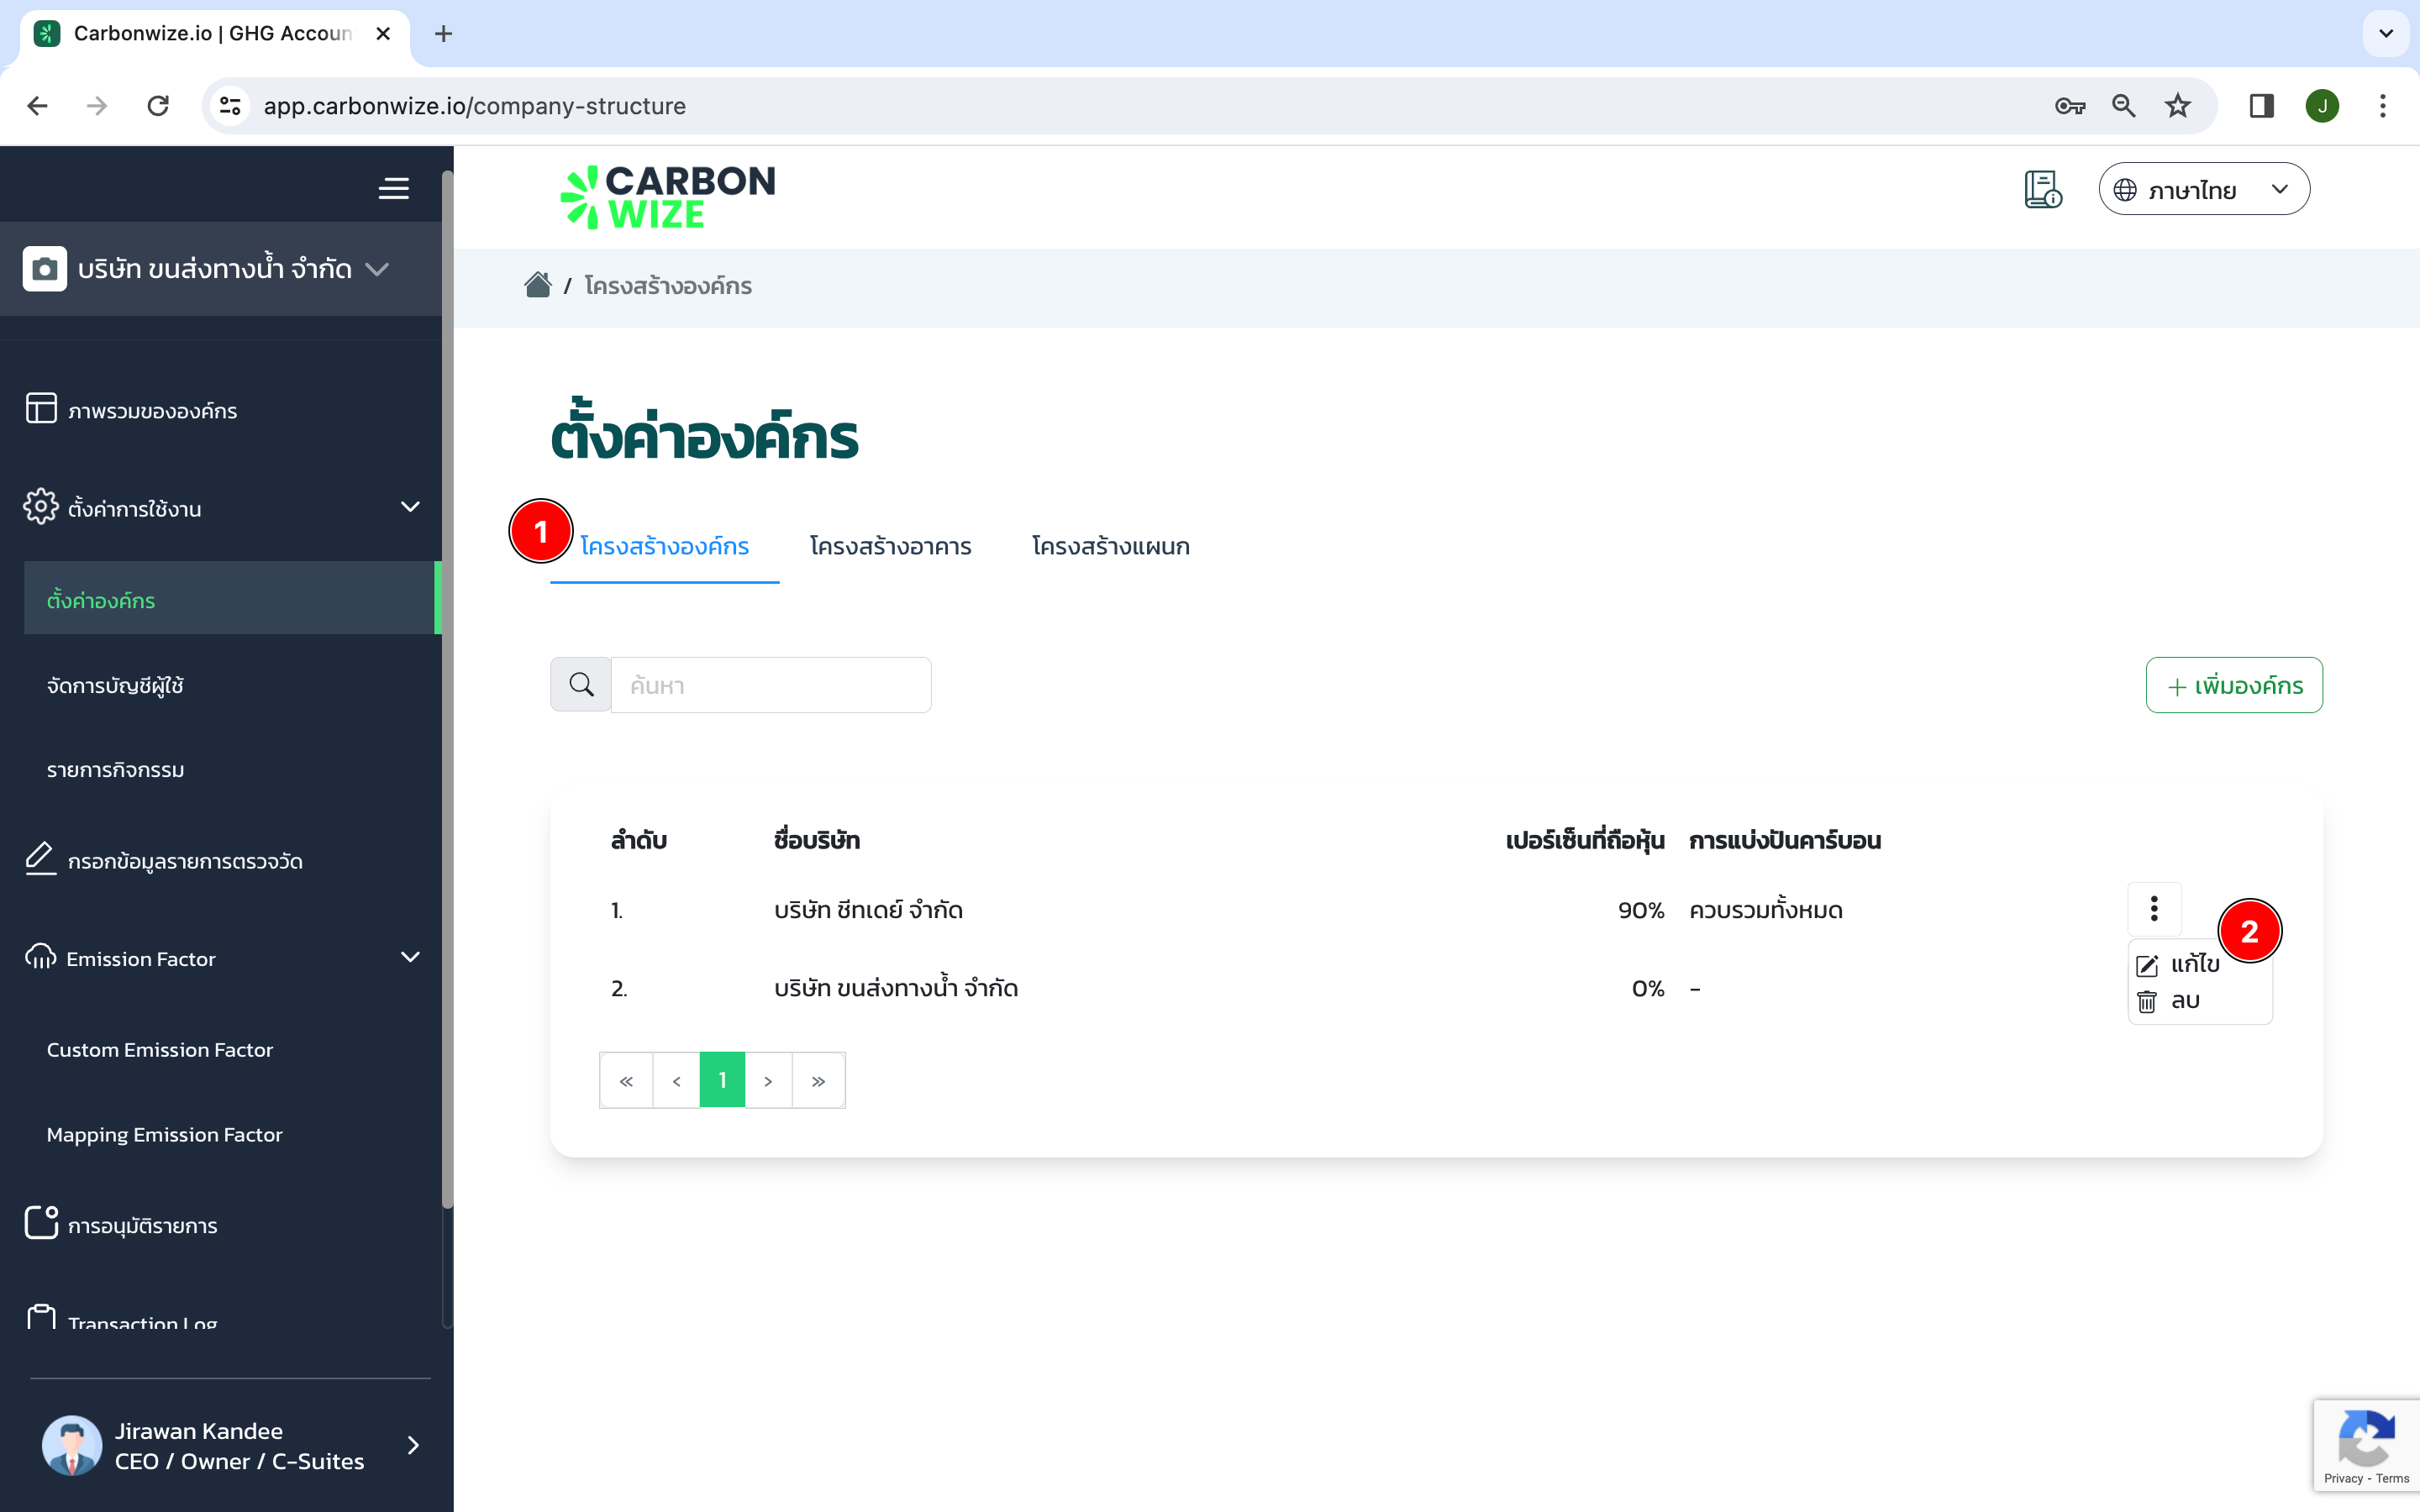 Carbonwize.io | GHG Accoun
app.carbonwize.io/company-structure
CARBON
WIZE
ภาษาไทย
บริษัท ขนส่งทางน้ำ จำกัด
/ โครงสร้างองค์กร
ภาพรวมขององค์กร
ตั้งค่าการใช้งาน
ตั้งค่าองค์กร
จัดการบัญชีผู้ใช้
รายการกิจกรรม
กรอกข้อมูลรายการตรวจวัด
Emission Factor
Custom Emission Factor
Mapping Emission Factor
การอนุมัติรายการ
Transaction Log
Jirawan Kandee
CEO / Owner / C-Suites
ตั้งค่าองค์กร
1
โครงสร้างองค์กร โครงสร้างอาคาร โครงสร้างแผนก
ค้นหา
+ เพิ่มองค์กร
ลำดับ ชื่อบริษัท เปอร์เซ็นที่ถือหุ้น การแบ่งปันคาร์บอน
1. บริษัท ชีทเดย์ จำกัด 90% ควบรวมทั้งหมด
2
แก้ไข
2. บริษัท ขนส่งทางน้ำ จำกัด 0% -
ลบ
« < 1 > »
J
Privacy - Terms